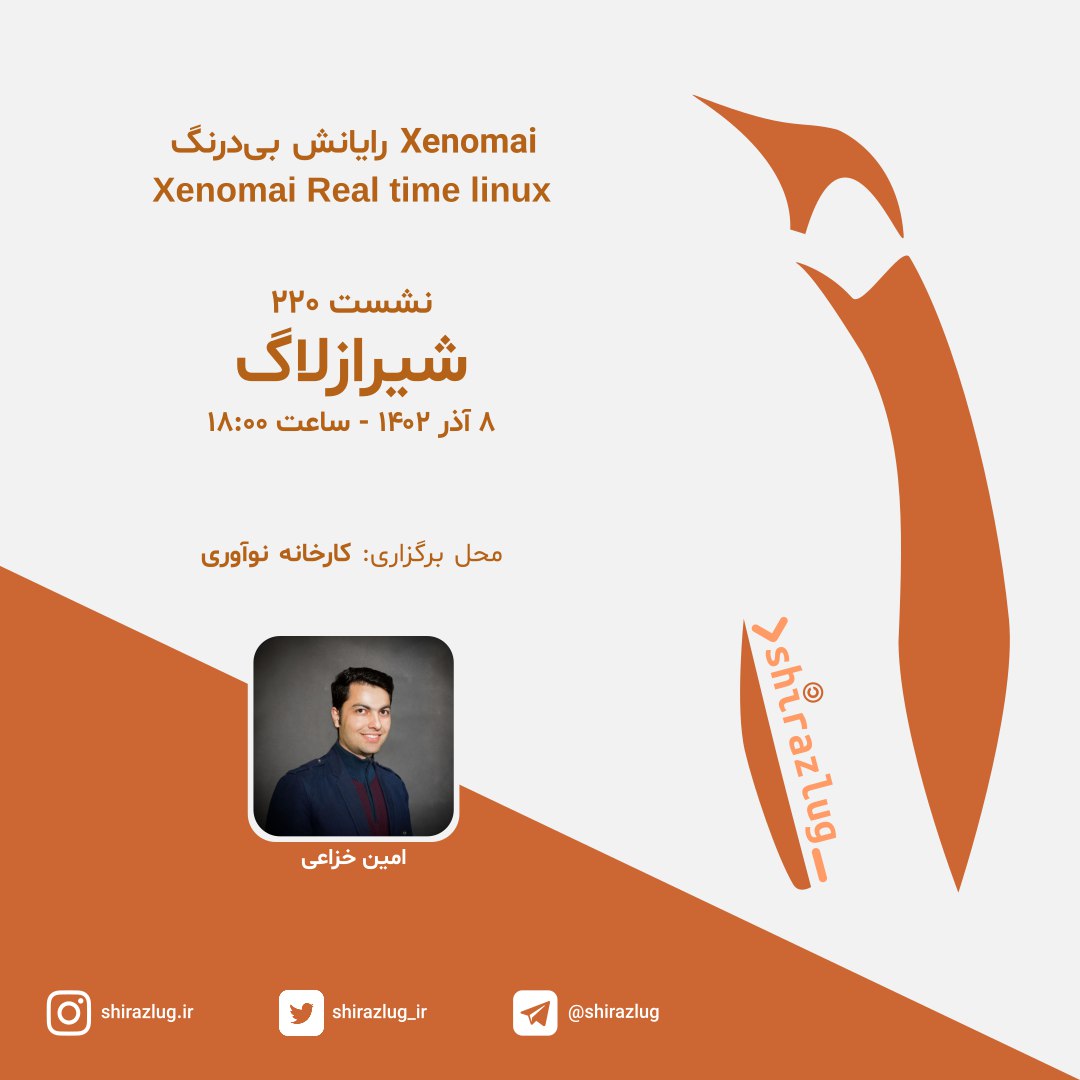 Xenomai رایانش بی‌درنگ
Xenomai Real time linux
نشست ۲۲۰
شیرازلاگ
۸ آذر ۱۴۰۲ - ساعت ۱۸:۰۰
محل برگزاری: کارخانه نوآوری
shirazlug
امین خزاعی
shirazlug.ir
shirazlug_ir
@shirazlug